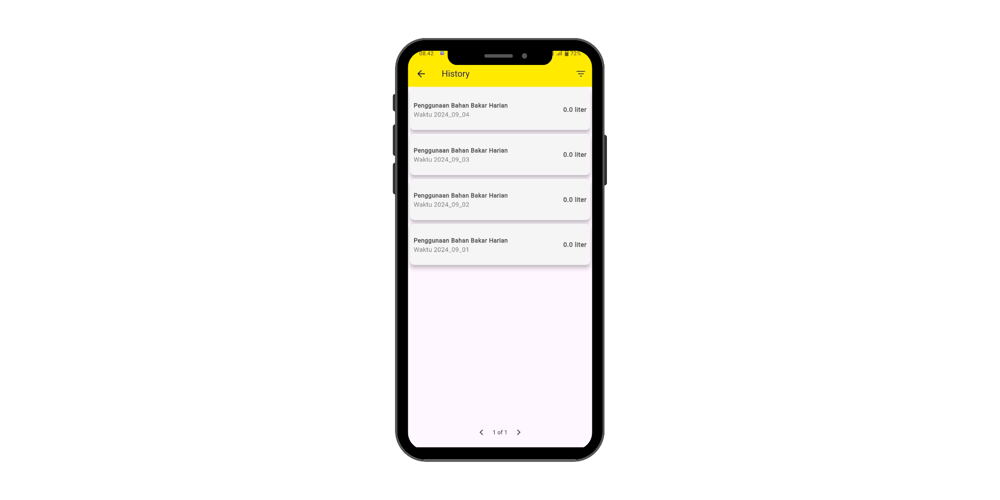 08.42 72%
History
Penggunaan Bahan Bakar Harian
Waktu 2024_09_04
0.0 liter
Penggunaan Bahan Bakar Harian
Waktu 2024_09_03
0.0 liter
Penggunaan Bahan Bakar Harian
Waktu 2024_09_02
0.0 liter
Penggunaan Bahan Bakar Harian
Waktu 2024_09_01
0.0 liter
1 of 1